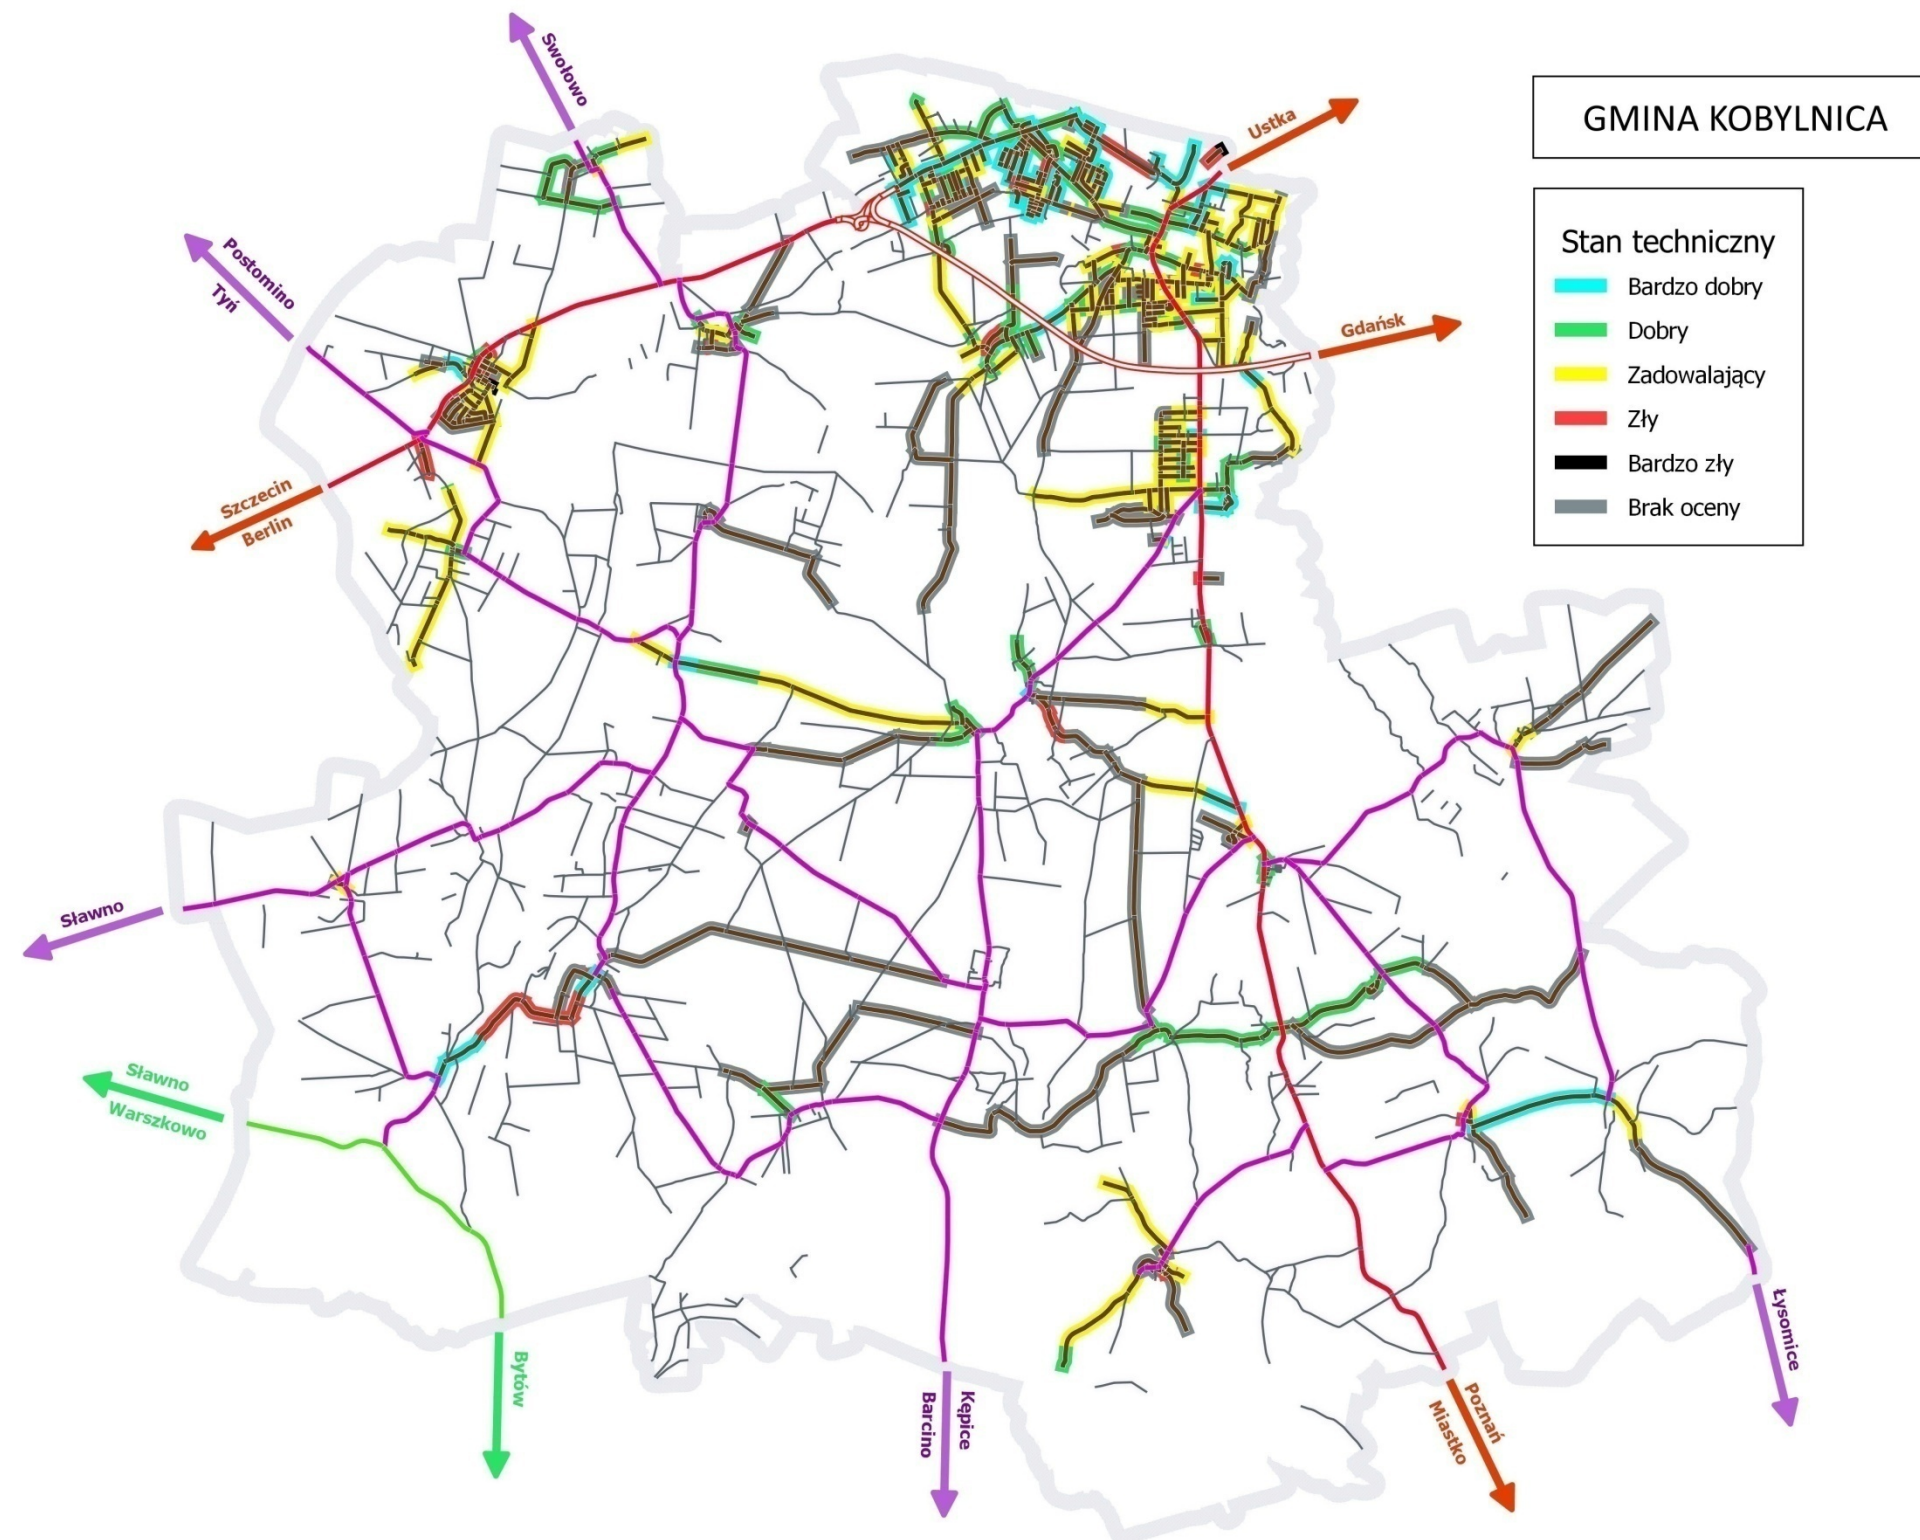 GMINA KOBYLNICA
Stan techniczny
Bardzo dobry
Dobry
Zadowalający
Zły
Bardzo zły
Brak oceny
Swołowo
Ustka
Postomino
Tyń
Gdańsk
Szczecin
Berlin
Sławno
Sławno
Warszkowo
Bytów
Kępice
Barcino
Poznań
Miastko
Łysomice